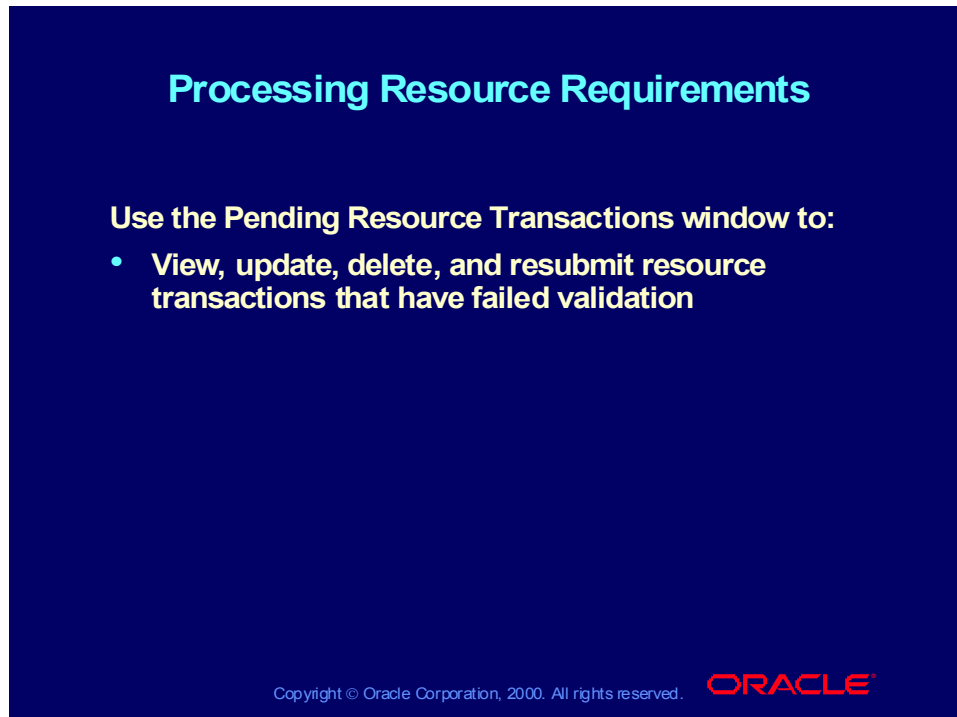 Processing Resource Requirements
Use the Pending Resource Transactions window to:
• View, update, delete, and resubmit resource
transactions that have failed validation
Copyright © Oracle Corporation, 2000. All rights reserved.
ORACLE®